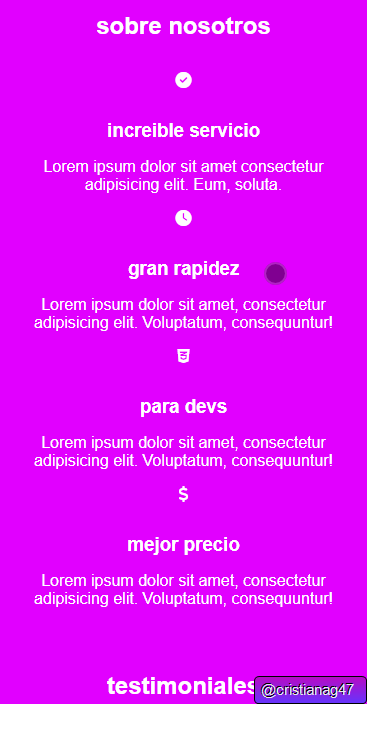 sobre nosotros
increible servicio
Lorem ipsum dolor sit amet consectetur
adipisicing elit. Eum, soluta.
gran rapidez
Lorem ipsum dolor sit amet, consectetur
adipisicing elit. Voluptatum, consequuntur!
para devs
Lorem ipsum dolor sit amet, consectetur
adipisicing elit. Voluptatum, consequuntur!
mejor precio
Lorem ipsum dolor sit amet, consectetur
adipisicing elit. Voluptatum, consequuntur!
testimoniales
@cristianag47